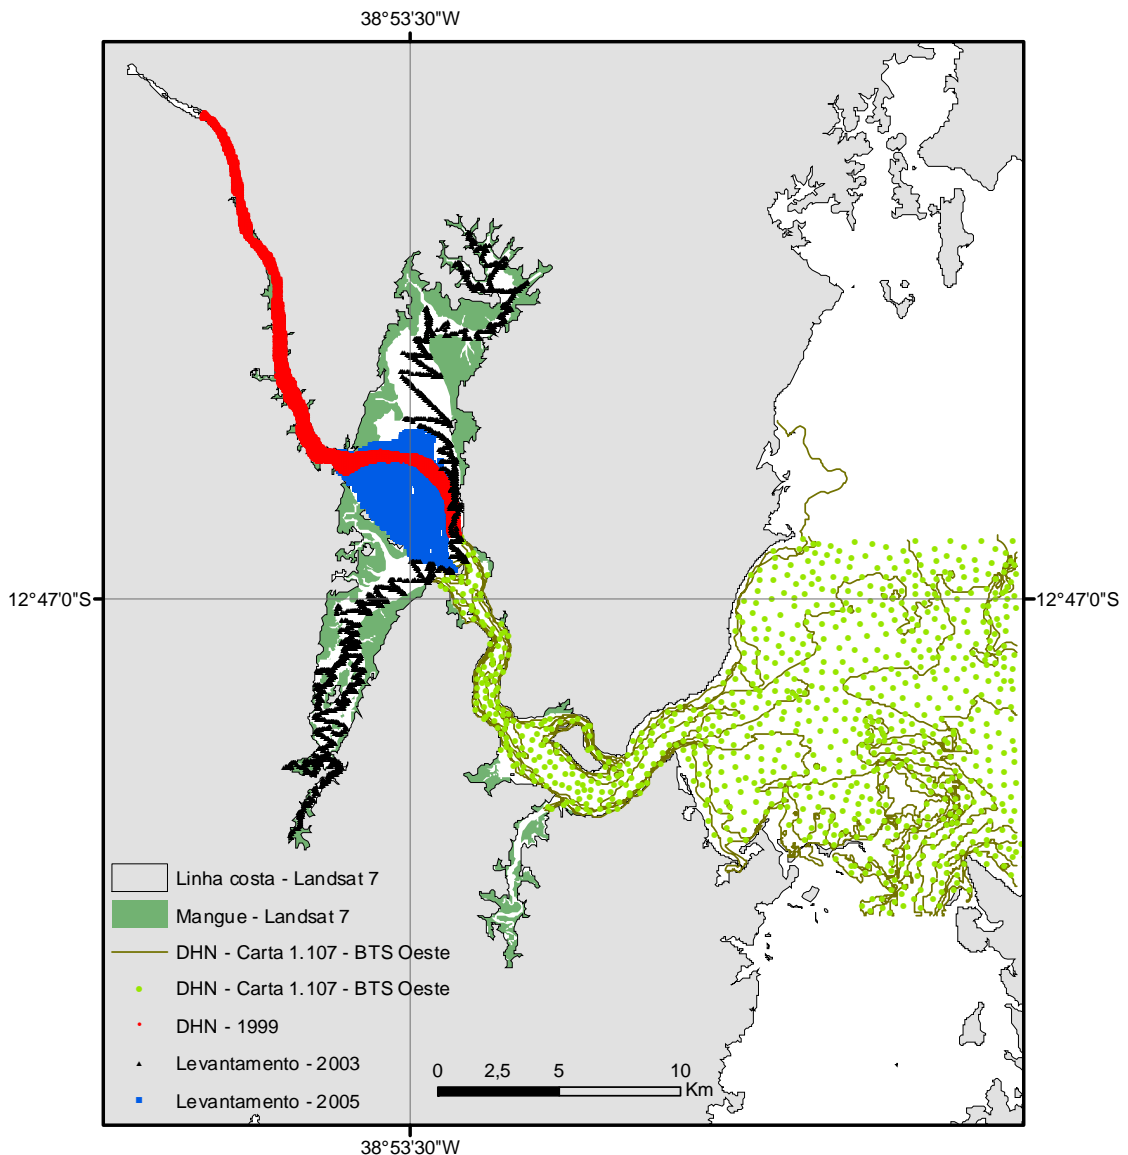 38°53'30"W
12°47'0"S
12°47'0"S
Linha costa - Landsat 7
Mangue - Landsat 7
DHN - Carta 1.107 - BTS Oeste
DHN - Carta 1.107 - BTS Oeste
DHN - 1999
Levantamento - 2003
Levantamento - 2005
0 2,5 5 10
Km
38°53'30"W